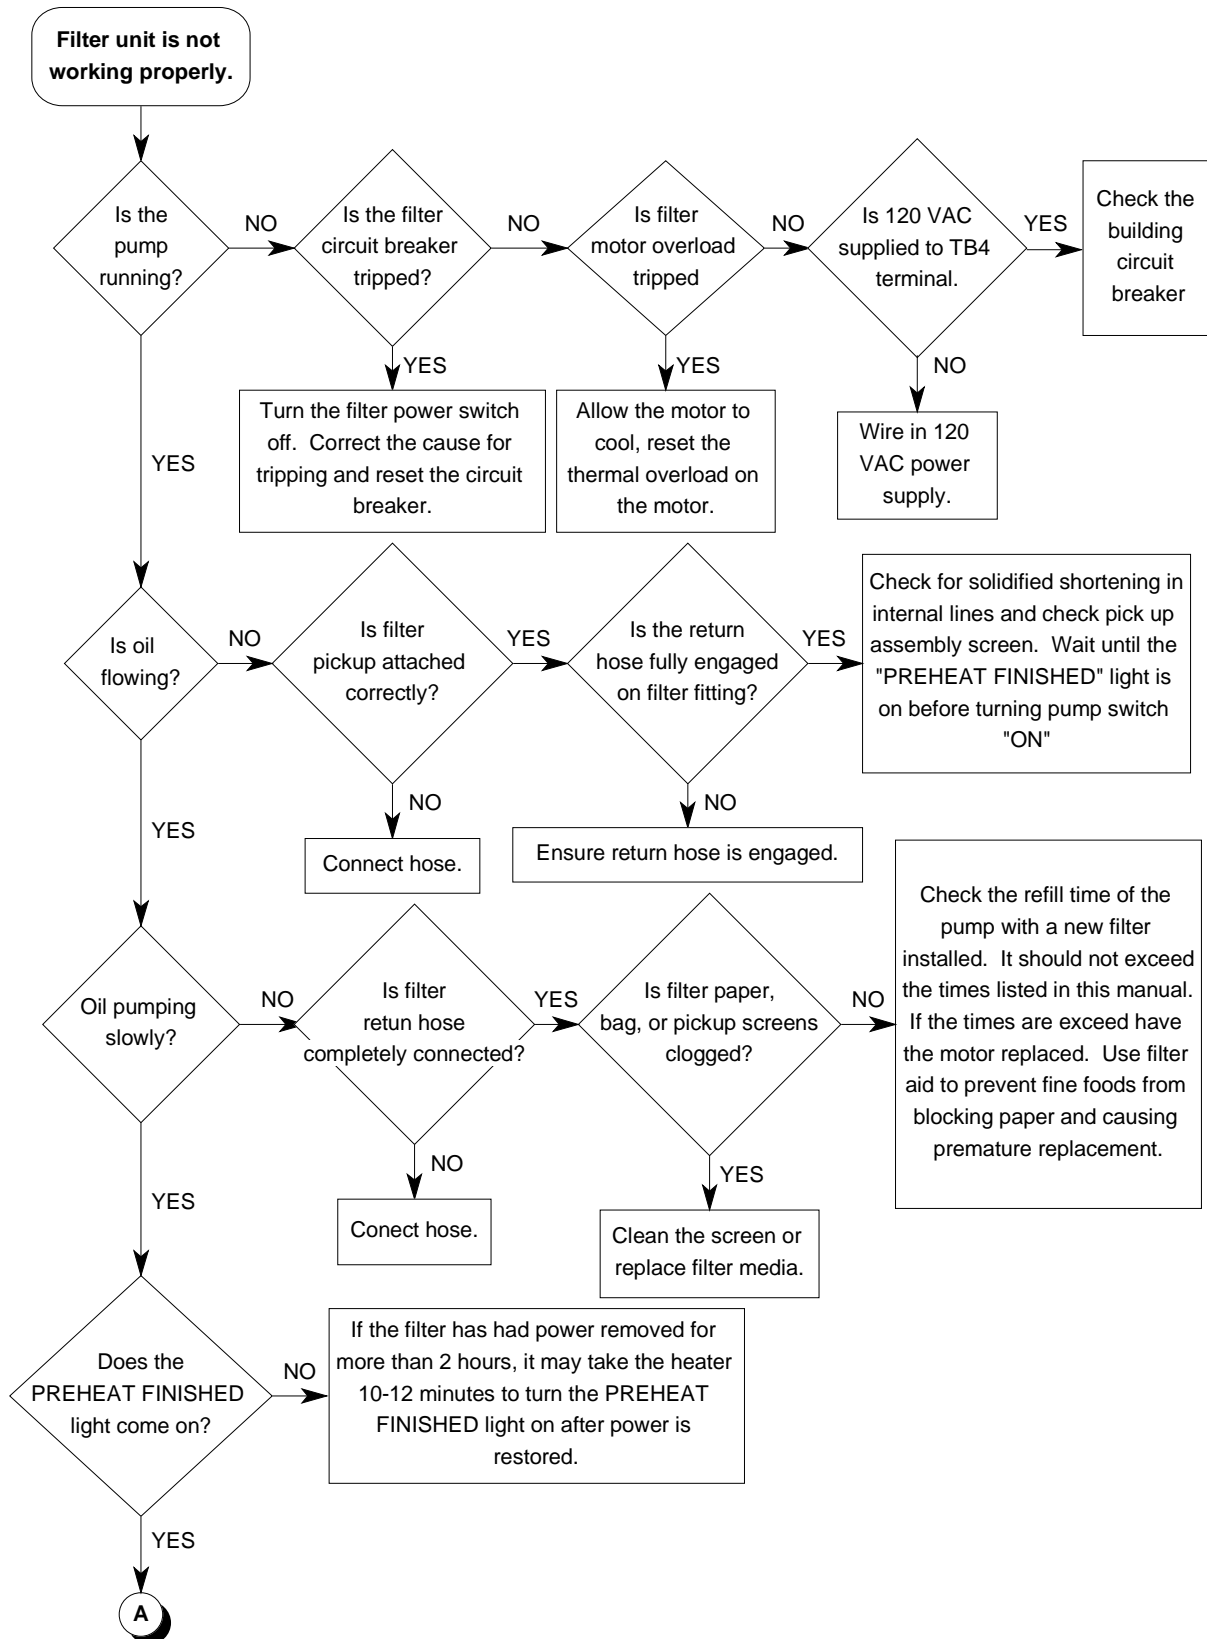 Filter unit is not
working properly.
Is the
pump
running?
NO
Is the filter
circuit breaker
tripped?
NO
Is filter
motor overload
tripped
NO
Is 120 VAC
supplied to TB4
terminal.
YES
Check the
building
circuit
breaker
YES
YES
YES
NO
Turn the filter power switch
off. Correct the cause for
tripping and reset the circuit
breaker.
Allow the motor to
cool, reset the
thermal overload on
the motor.
Wire in 120
VAC power
supply.
Is oil
flowing?
NO
Is filter
pickup attached
correctly?
YES
Is the return
hose fully engaged
on filter fitting?
YES
Check for solidified shortening in
internal lines and check pick up
assembly screen. Wait until the
"PREHEAT FINISHED" light is
on before turning pump switch
"ON"
YES
NO
NO
Connect hose.
Ensure return hose is engaged.
Oil pumping
slowly?
NO
Is filter
retun hose
completely connected?
YES
Is filter paper,
bag, or pickup screens
clogged?
NO
Check the refill time of the
pump with a new filter
installed. It should not exceed
the times listed in this manual.
If the times are exceed have
the motor replaced. Use filter
aid to prevent fine foods from
blocking paper and causing
premature replacement.
YES
NO
YES
Conect hose.
Clean the screen or
replace filter media.
Does the
PREHEAT FINISHED
light come on?
NO
If the filter has had power removed for
more than 2 hours, it may take the heater
10-12 minutes to turn the PREHEAT
FINISHED light on after power is
restored.
YES
A